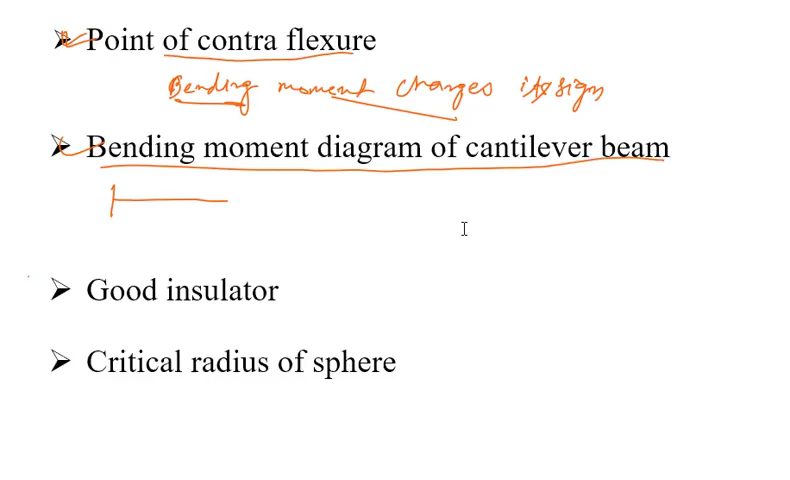 Point of contra flexure
Bending moment changes its sign
Bending moment diagram of cantilever beam
Good insulator
Critical radius of sphere